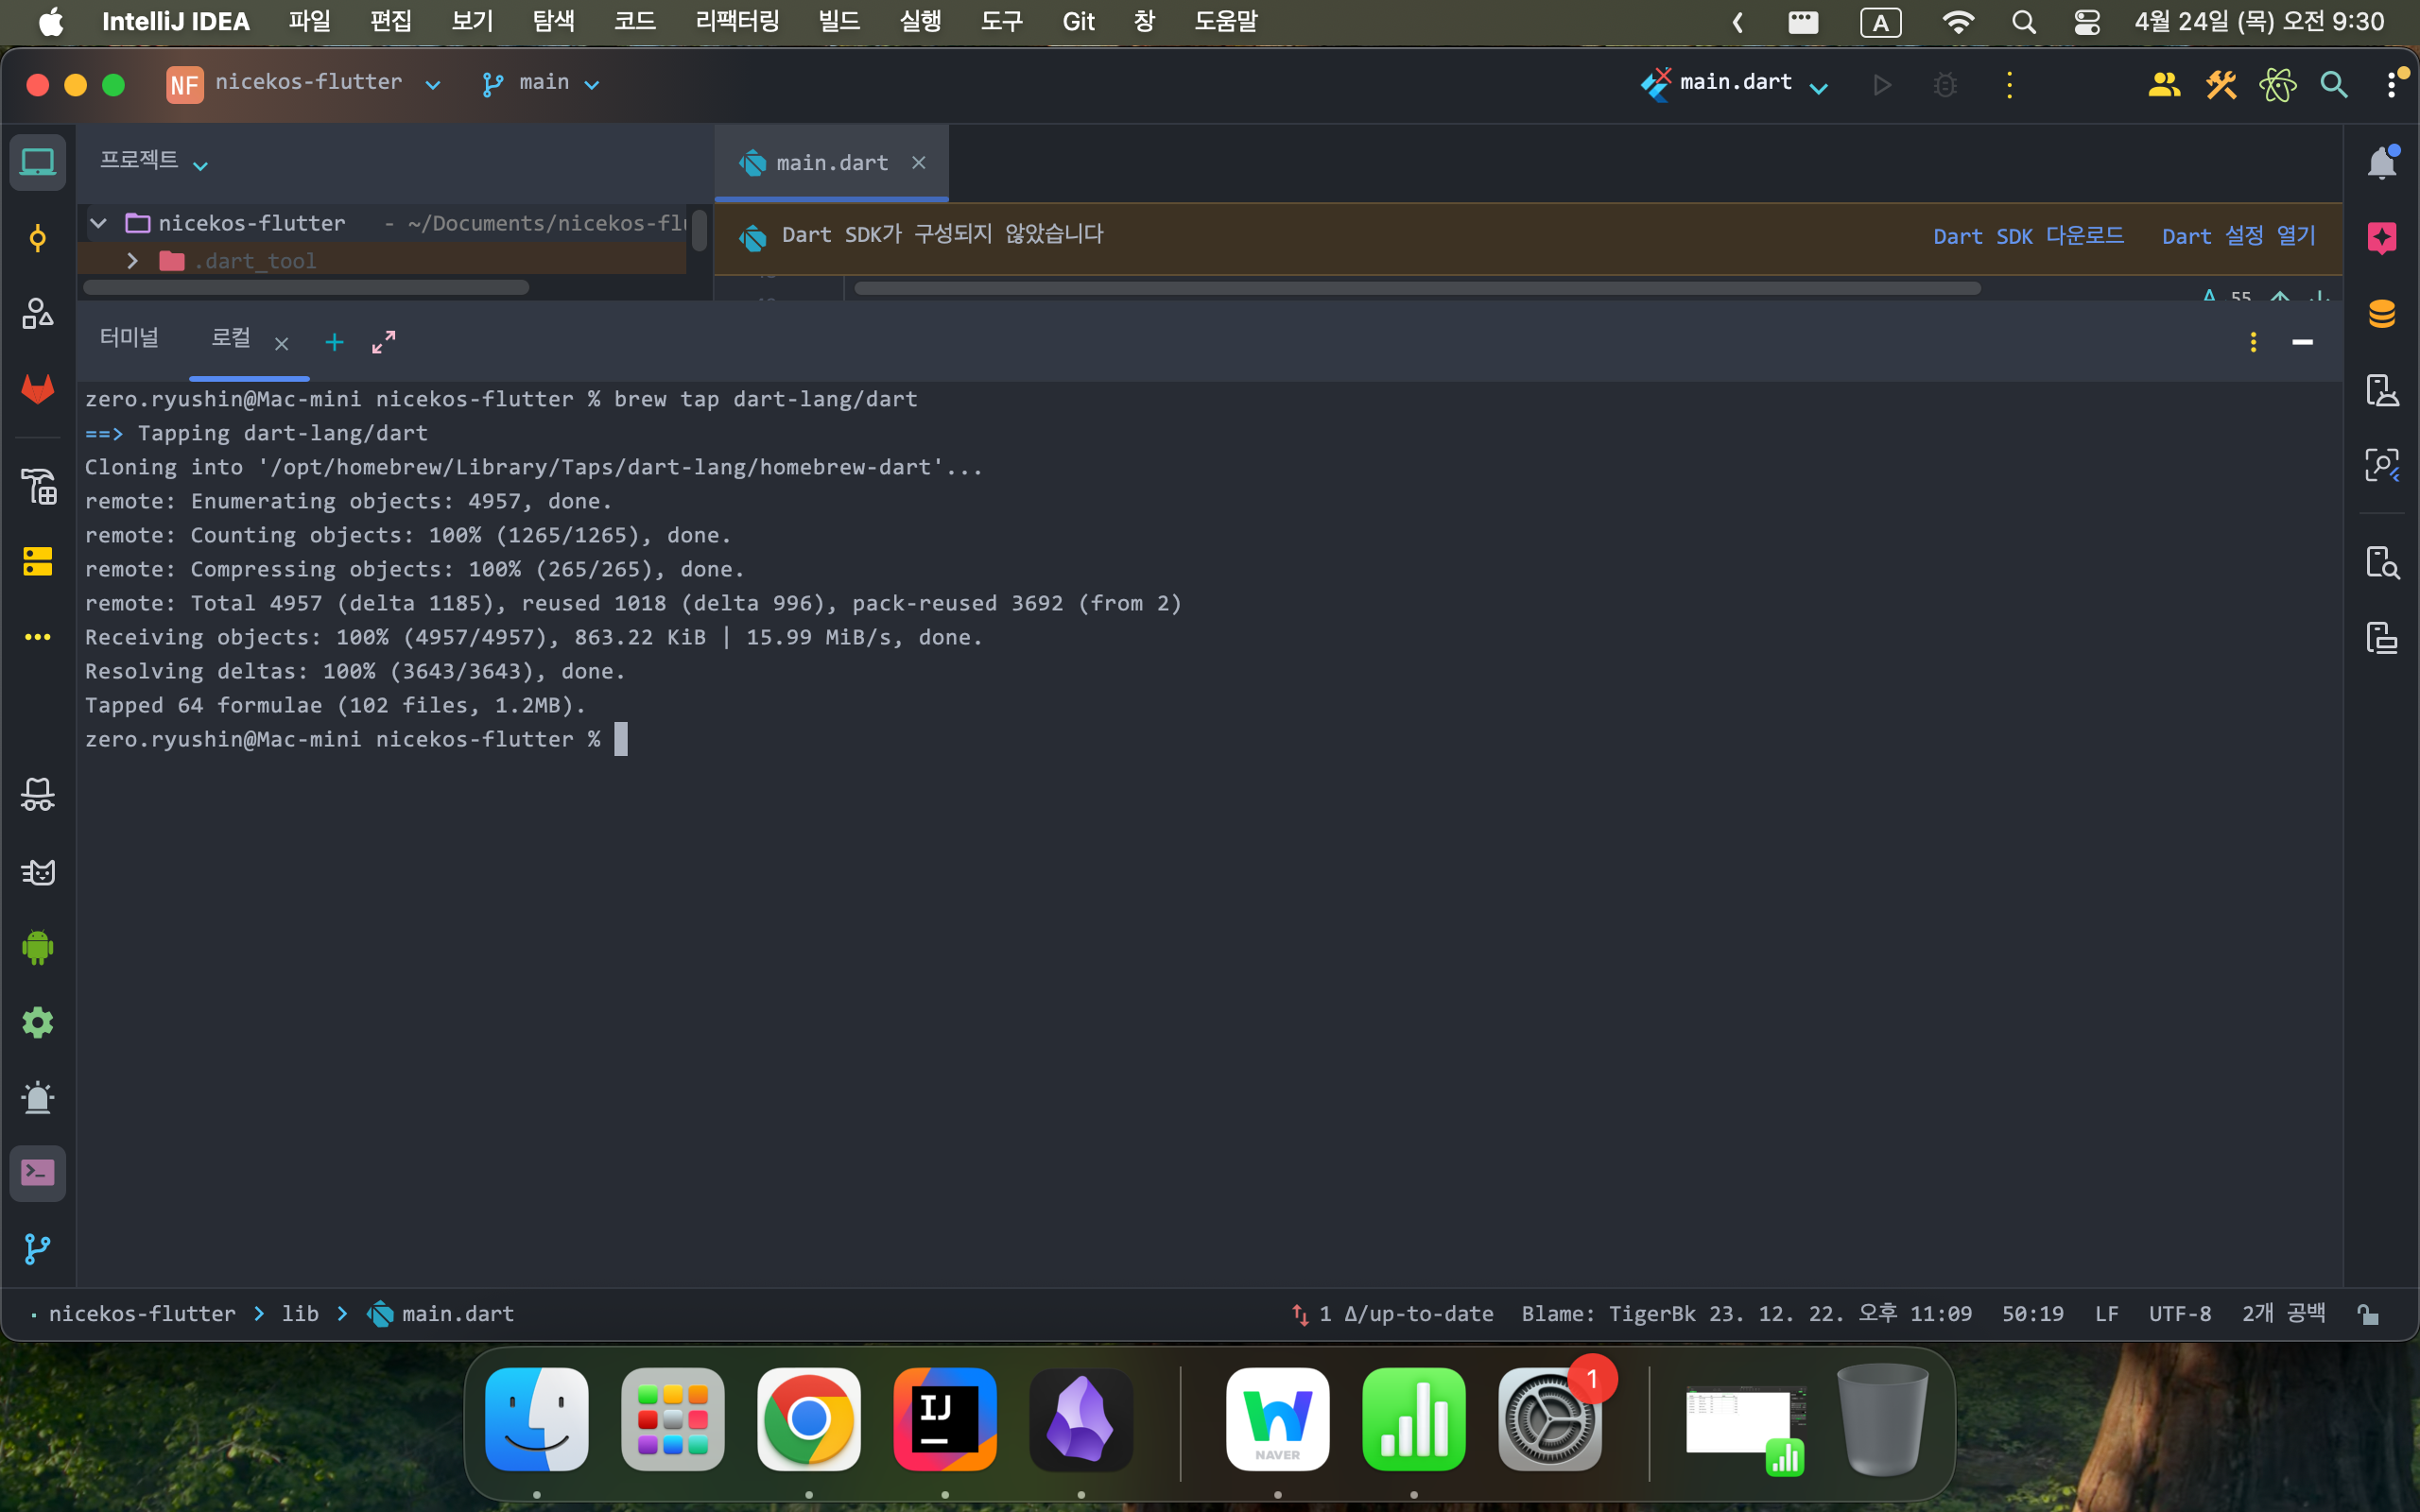 IntelliJ IDEA 파일 편집 보기 탐색 코드 리팩터링 빌드 실행 도구 Git 창 도움말 A 4월 24일 (목) 오전 9:30
NF nicekos-flutter main main.dart
프로젝트 main.dart
nicekos-flutter - ~/Documents/nicekos-flu
Dart SDK가 구성되지 않았습니다 Dart SDK 다운로드 Dart 설정 열기
.dart_tool
55
터미널 로컬
zero.ryushin@Mac-mini nicekos-flutter % brew tap dart-lang/dart
==> Tapping dart-lang/dart
Cloning into '/opt/homebrew/Library/Taps/dart-lang/homebrew-dart'...
remote: Enumerating objects: 4957, done.
remote: Counting objects: 100% (1265/1265), done.
remote: Compressing objects: 100% (265/265), done.
remote: Total 4957 (delta 1185), reused 1018 (delta 996), pack-reused 3692 (from 2)
Receiving objects: 100% (4957/4957), 863.22 KiB | 15.99 MiB/s, done.
Resolving deltas: 100% (3643/3643), done.
Tapped 64 formulae (102 files, 1.2MB).
zero.ryushin@Mac-mini nicekos-flutter %
nicekos-flutter lib main.dart 1 Δ/up-to-date Blame: TigerBk 23. 12. 22. 오후 11:09 50:19 LF UTF-8 2개 공백
IJ NAVER 1